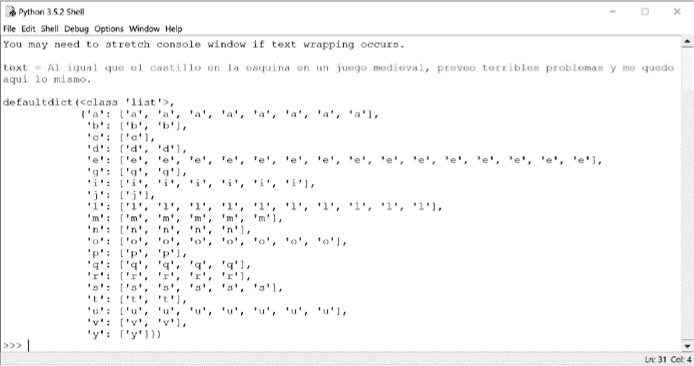 Python 3.5.2 Shell
File Edit Shell Debug Options Window Help
You may need to stretch console window if text wrapping occurs.
text = Al igual que el castillo en la esquina en un juego medieval, preveo terribles problemas y me quedo
aqui lo mismo.
defaultdict(<class 'list'>,
{'a': ['a', 'a', 'a', 'a', 'a', 'a', 'a', 'a'],
'b': ['b', 'b'],
'c': ['c'],
'd': ['d', 'd'],
'e': ['e', 'e', 'e', 'e', 'e', 'e', 'e', 'e', 'e', 'e', 'e', 'e', 'e', 'e', 'e'],
'g': ['g', 'g'],
'i': ['i', 'i', 'i', 'i', 'i', 'i'],
'j': ['j'],
'l': ['l', 'l', 'l', 'l', 'l', 'l', 'l', 'l', 'l', 'l'],
'm': ['m', 'm', 'm', 'm', 'm'],
'n': ['n', 'n', 'n', 'n'],
'o': ['o', 'o', 'o', 'o', 'o', 'o', 'o'],
'p': ['p', 'p'],
'q': ['q', 'q', 'q', 'q'],
'r': ['r', 'r', 'r', 'r'],
's': ['s', 's', 's', 's', 's'],
't': ['t', 't'],
'u': ['u', 'u', 'u', 'u', 'u', 'u', 'u'],
'v': ['v', 'v'],
'y': ['y']})
>>>
Ln: 31 Col: 4